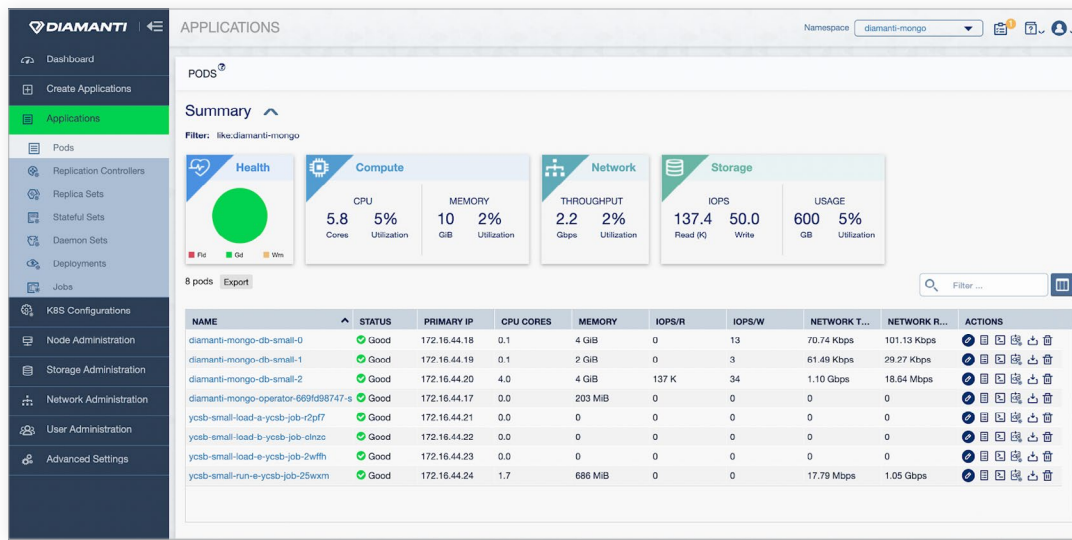 DIAMANTI
APPLICATIONS
Namespace diamanti-mongo 1 ?
Dashboard
Create Applications
Applications
Pods
Replication Controllers
Replica Sets
Stateful Sets
Daemon Sets
Deployments
Jobs
K8S Configurations
Node Administration
Storage Administration
Network Administration
User Administration
Advanced Settings
PODS ?
Summary
Filter: like:diamanti-mongo
Health
Fld Gd Wrn
Compute
CPU MEMORY
5.8 5% 10 2%
Cores Utilization GiB Utilization
Network
THROUGHPUT
2.2 2%
Gbps Utilization
Storage
IOPS USAGE
137.4 50.0 600 5%
Read (K) Write GB Utilization
8 pods Export
Filter ...
NAME STATUS PRIMARY IP CPU CORES MEMORY IOPS/R IOPS/W NETWORK T... NETWORK R... ACTIONS
diamanti-mongo-db-small-0 Good 172.16.44.18 0.1 4 GiB 0 13 70.74 Kbps 101.13 Kbps
diamanti-mongo-db-small-1 Good 172.16.44.19 0.1 2 GiB 0 3 61.49 Kbps 29.27 Kbps
diamanti-mongo-db-small-2 Good 172.16.44.20 4.0 4 GiB 137 K 34 1.10 Gbps 18.64 Mbps
diamanti-mongo-operator-669fd98747-s Good 172.16.44.17 0.0 203 MiB 0 0 0 0
ycsb-small-load-a-ycsb-job-r2pf7 Good 172.16.44.21 0.0 0 0 0 0 0
ycsb-small-load-b-ycsb-job-clnzc Good 172.16.44.22 0.0 0 0 0 0 0
ycsb-small-load-e-ycsb-job-2wffh Good 172.16.44.23 0.0 0 0 0 0 0
ycsb-small-run-e-ycsb-job-25wxm Good 172.16.44.24 1.7 686 MiB 0 0 17.79 Mbps 1.05 Gbps